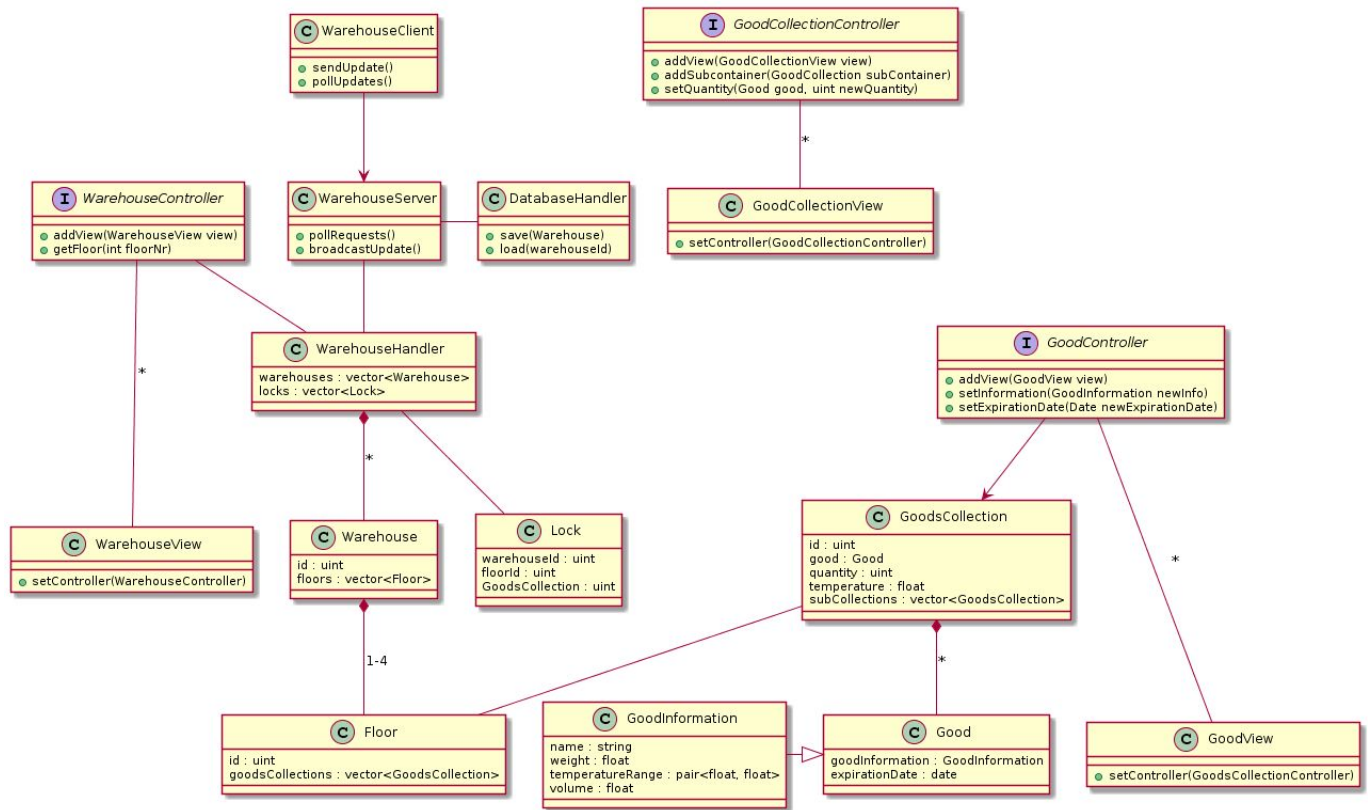 C WarehouseClient
sendUpdate()
pollUpdates()
I GoodCollectionController
addView(GoodCollectionView view)
addSubcontainer(GoodCollection subContainer)
setQuantity(Good good, uint newQuantity)
*
I WarehouseController
addView(WarehouseView view)
getFloor(int floorNr)
C WarehouseServer
pollRequests()
broadcastUpdate()
C DatabaseHandler
save(Warehouse)
load(warehouseId)
C GoodCollectionView
setController(GoodCollectionController)
C WarehouseHandler
warehouses : vector<Warehouse>
locks : vector<Lock>
I GoodController
addView(GoodView view)
setInformation(GoodInformation newInfo)
setExpirationDate(Date newExpirationDate)
*
*
C WarehouseView
setController(WarehouseController)
C Warehouse
id : uint
floors : vector<Floor>
C Lock
warehouseId : uint
floorId : uint
GoodsCollection : uint
C GoodsCollection
id : uint
good : Good
quantity : uint
temperature : float
subCollections : vector<GoodsCollection>
*
1-4
*
C Floor
id : uint
goodsCollections : vector<GoodsCollection>
C GoodInformation
name : string
weight : float
temperatureRange : pair<float, float>
volume : float
C Good
goodInformation : GoodInformation
expirationDate : date
C GoodView
setController(GoodsCollectionController)